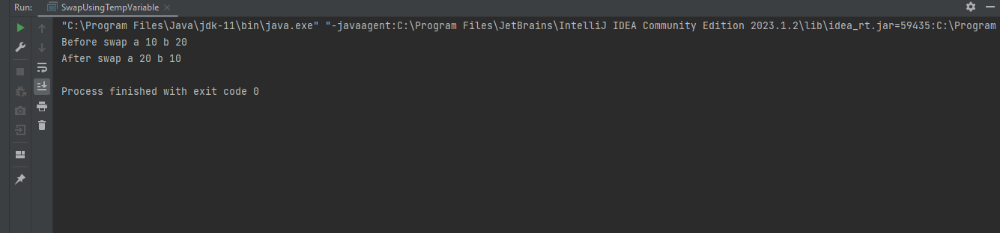 Run: SwapUsingTempVariable
"C:\Program Files\Java\jdk-11\bin\java.exe" "-javaagent:C:\Program Files\JetBrains\IntelliJ IDEA Community Edition 2023.1.2\lib\idea_rt.jar=59435:C:\Program
Before swap a 10 b 20
After swap a 20 b 10
Process finished with exit code 0